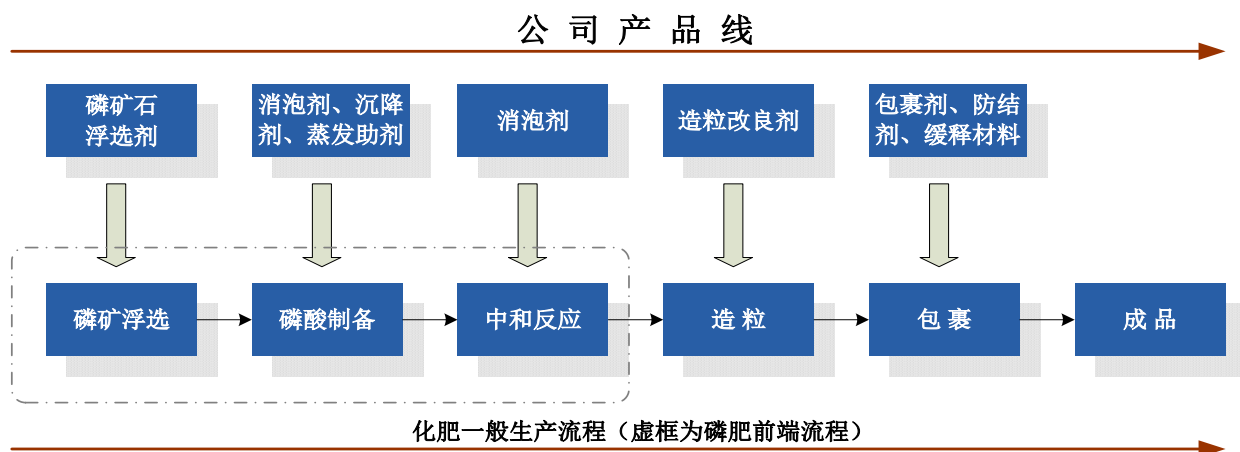 公司产品线
磷矿石
浮选剂
消泡剂、沉降
剂、蒸发助剂
消泡剂
造粒改良剂
包裹剂、防结
剂、缓释材料
磷矿浮选
磷酸制备
中和反应
造粒
包裹
成品
化肥一般生产流程（虚框为磷肥前端流程）